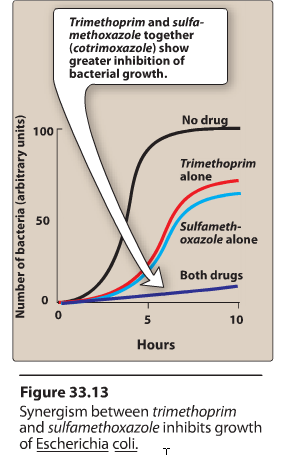 Trimethoprim and sulfa-
methoxazole together
(cotrimoxazole) show
greater inhibition of
bacterial growth.
Number of bacteria (arbitrary units)
100
50
0
No drug
Trimethoprim
alone
Sulfameth-
oxazole alone
Both drugs
0
5
10
Hours
Figure 33.13
Synergism between trimethoprim
and sulfamethoxazole inhibits growth
of Escherichia coli.